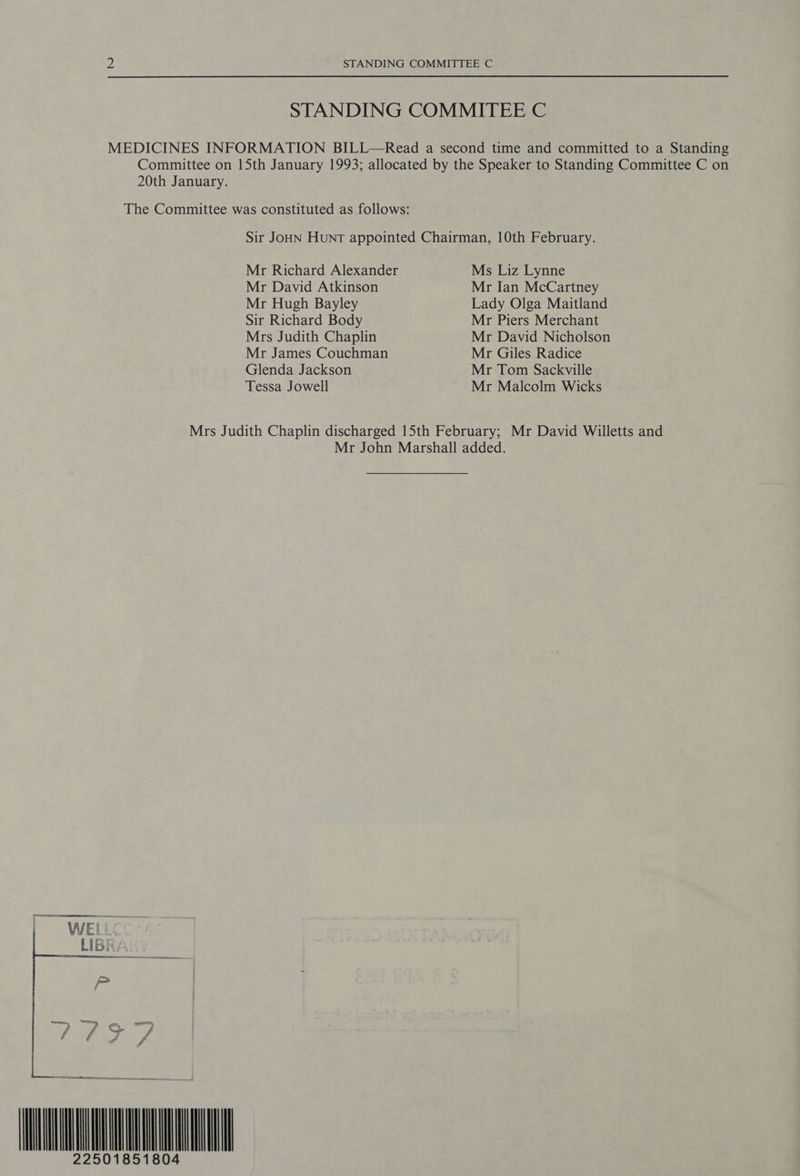 2 STANDING COMMITTEE C
STANDING COMMITEE C
MEDICINES INFORMATION BILL—Read a second time and committed to a Standing
Committee on 15th January 1993; allocated by the Speaker to Standing Committee C on
20th January.
The Committee was constituted as follows:
Sir JOHN HUNT appointed Chairman, 10th February.
Mr Richard Alexander
Mr David Atkinson
Mr Hugh Bayley
Sir Richard Body
Mrs Judith Chaplin
Mr James Couchman
Glenda Jackson
Tessa Jowell
Ms Liz Lynne
Mr Ian McCartney
Lady Olga Maitland
Mr Piers Merchant
Mr David Nicholson
Mr Giles Radice
Mr Tom Sackville
Mr Malcolm Wicks
Mrs Judith Chaplin discharged 15th February; Mr David Willetts and
Mr John Marshall added.
P
7797
22501851804